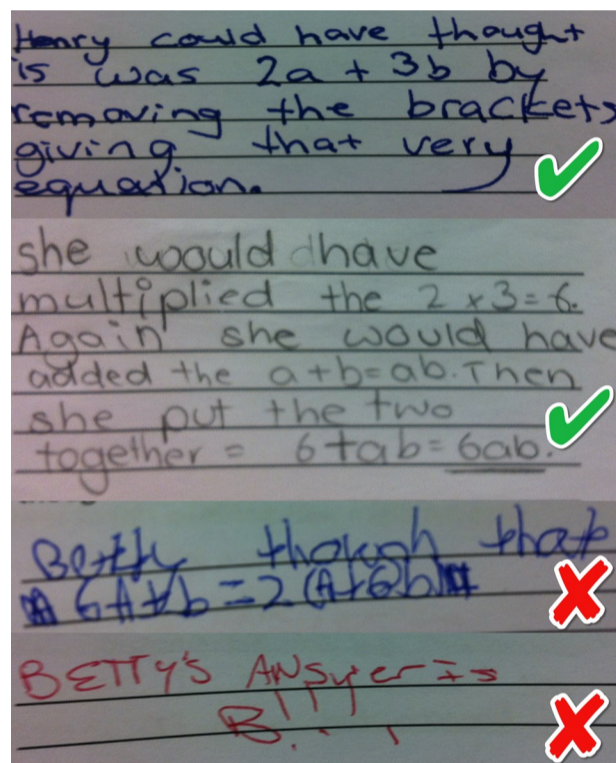 Henry could have thought
is was 2a + 3b by
removing the brackets
giving that very
equation.
she would have
multiplied the 2 x 3 = 6.
Again she would have
added the a + b = ab. Then
she put the two
together = 6 + ab = 6ab.
Betty though that
6A + b = 2 (A + 6)b
BETTY'S ANSwer is
B!!!